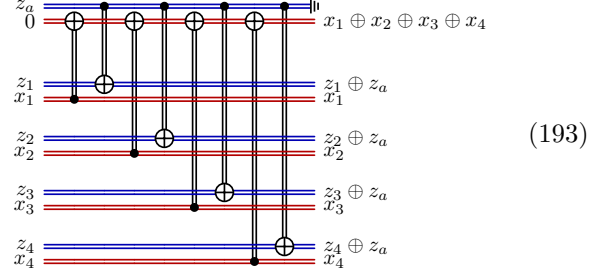 z_a
0 x_1 ⊕ x_2 ⊕ x_3 ⊕ x_4
z_1 z_1 ⊕ z_a
x_1 x_1
z_2 z_2 ⊕ z_a
x_2 x_2
(193)
z_3 z_3 ⊕ z_a
x_3 x_3
z_4 z_4 ⊕ z_a
x_4 x_4